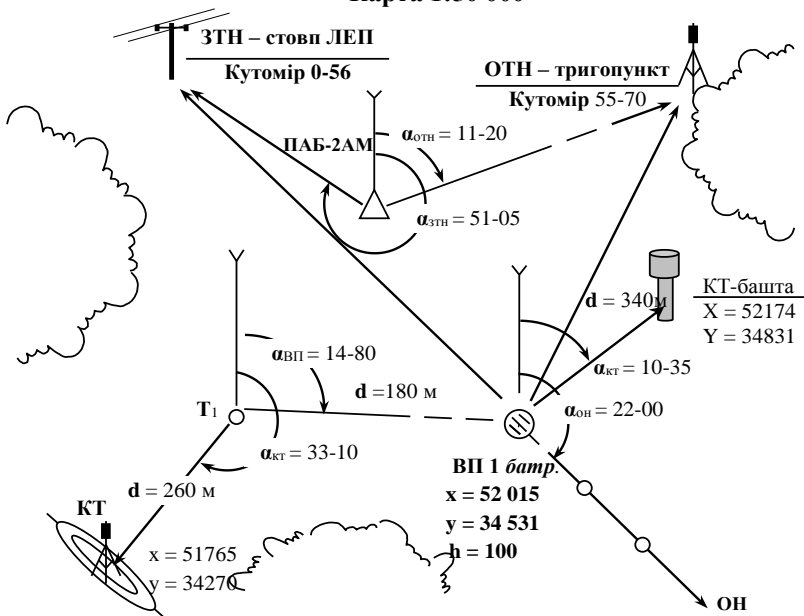 Карта 1:50 000
ЗТН – стовп ЛЕП
Кутомір 0-56
ОТН – тригопункт
Кутомір 55-70
ПАБ-2АМ
αотн = 11-20
αзтн = 51-05
КТ-башта
X = 52174
Y = 34831
d = 340м
αВП = 14-80
αкт = 10-35
d =180 м
T1
αон = 22-00
αкт = 33-10
d = 260 м
ВП 1 батр.
x = 52 015
y = 34 531
h = 100
КТ
x = 51765
y = 34270
ОН